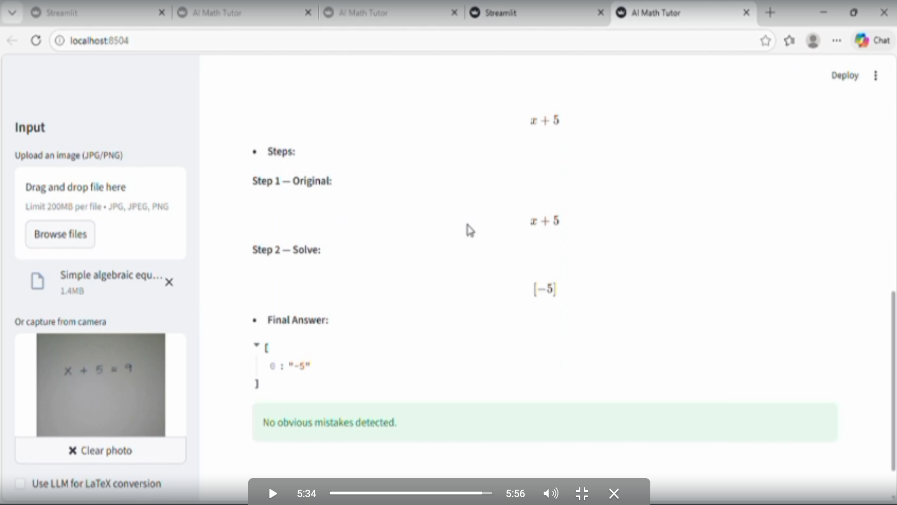 Streamlit
AI Math Tutor
AI Math Tutor
Streamlit
AI Math Tutor
localhost:8504
Chat
Deploy
Input
Upload an image (JPG/PNG)
Drag and drop file here
Limit 200MB per file • JPG, JPEG, PNG
Browse files
Simple algebraic equ...
1.4MB
Or capture from camera
x + 5 = 9
Clear photo
Use LLM for LaTeX conversion
x + 5
• Steps:
Step 1 — Original:
x + 5
Step 2 — Solve:
[−5]
• Final Answer:
[
0 : "-5"
]
No obvious mistakes detected.
5:34
5:56